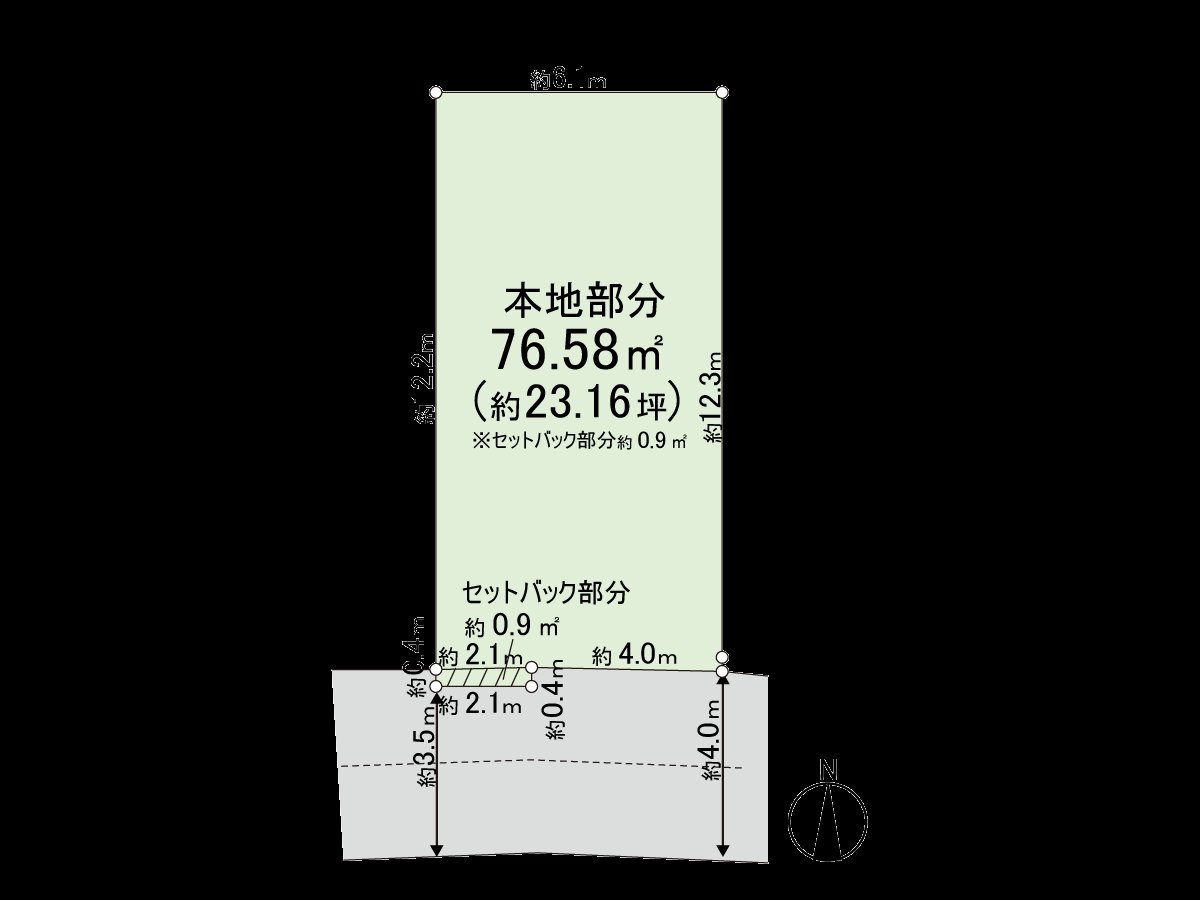 約6.1m
本地部分
76.58㎡
(約23.16坪)
※セットバック部分約0.9㎡
約12.2m
約12.3m
セットバック部分
約0.9㎡
約0.4m
約2.1m
約4.0m
約2.1m
約0.4m
約3.5m
約4.0m
N